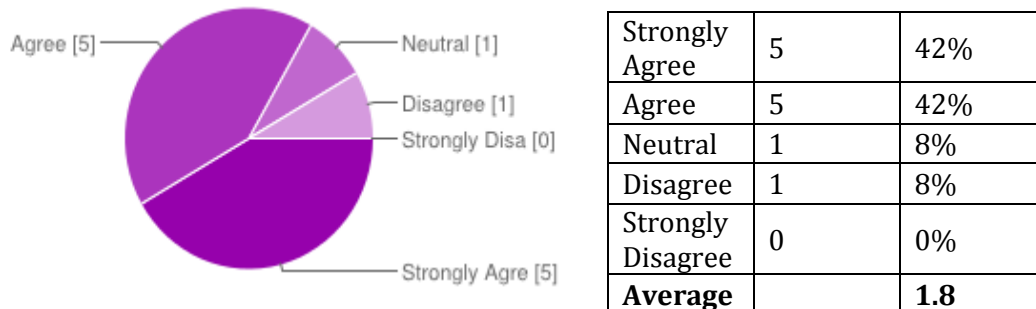 Agree [5]
Neutral [1]
Disagree [1]
Strongly Disa [0]
Strongly Agre [5]
Strongly
Agree 5 42%
Agree 5 42%
Neutral 1 8%
Disagree 1 8%
Strongly
Disagree 0 0%
Average 1.8